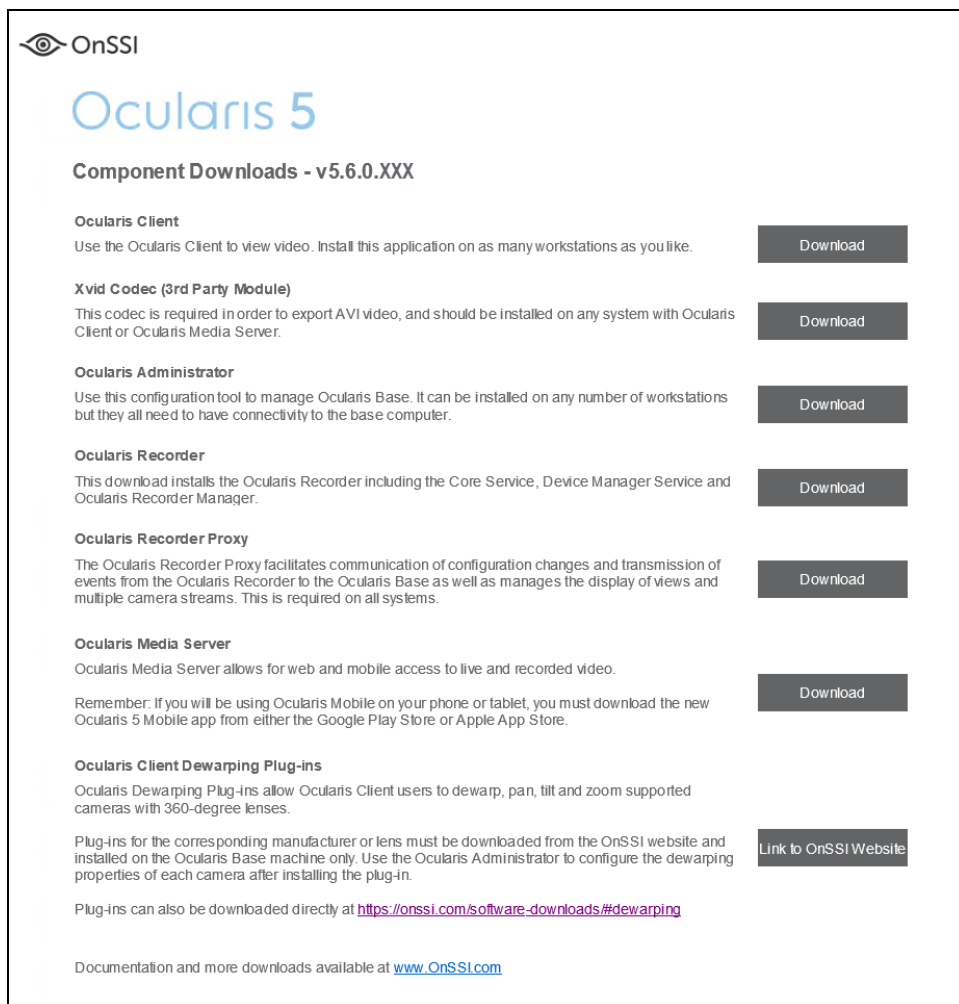 OnSSI
Ocularis 5
Component Downloads - v5.6.0.XXX
Ocularis Client
Use the Ocularis Client to view video. Install this application on as many workstations as you like.
Download
Xvid Codec (3rd Party Module)
This codec is required in order to export AVI video, and should be installed on any system with Ocularis
Client or Ocularis Media Server.
Download
Ocularis Administrator
Use this configuration tool to manage Ocularis Base. It can be installed on any number of workstations
but they all need to have connectivity to the base computer.
Download
Ocularis Recorder
This download installs the Ocularis Recorder including the Core Service, Device Manager Service and
Ocularis Recorder Manager.
Download
Ocularis Recorder Proxy
The Ocularis Recorder Proxy facilitates communication of configuration changes and transmission of
events from the Ocularis Recorder to the Ocularis Base as well as manages the display of views and
multiple camera streams. This is required on all systems.
Download
Ocularis Media Server
Ocularis Media Server allows for web and mobile access to live and recorded video.
Remember: If you will be using Ocularis Mobile on your phone or tablet, you must download the new
Ocularis 5 Mobile app from either the Google Play Store or Apple App Store.
Download
Ocularis Client Dewarping Plug-ins
Ocularis Dewarping Plug-ins allow Ocularis Client users to dewarp, pan, tilt and zoom supported
cameras with 360-degree lenses.
Plug-ins for the corresponding manufacturer or lens must be downloaded from the OnSSI website and
installed on the Ocularis Base machine only. Use the Ocularis Administrator to configure the dewarping
properties of each camera after installing the plug-in.
Link to OnSSI Website
Plug-ins can also be downloaded directly at https://onssi.com/software-downloads/#dewarping
Documentation and more downloads available at www.OnSSI.com